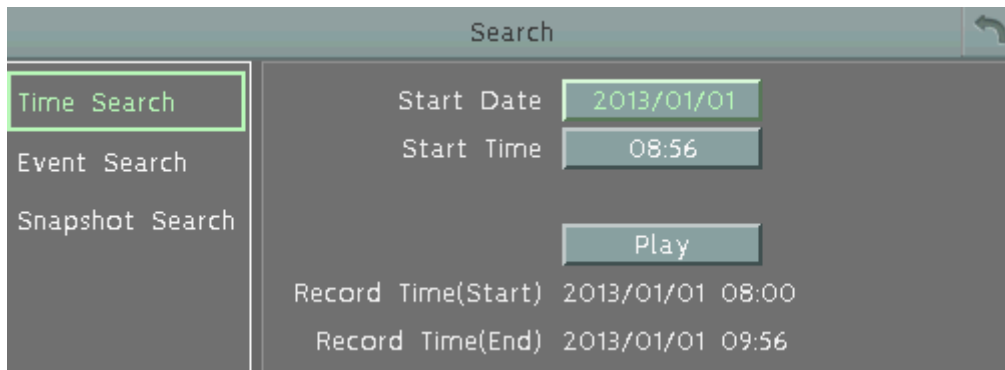 Search
Time Search
Event Search
Snapshot Search
Start Date 2013/01/01
Start Time 08:56
Play
Record Time(Start) 2013/01/01 08:00
Record Time(End) 2013/01/01 09:56